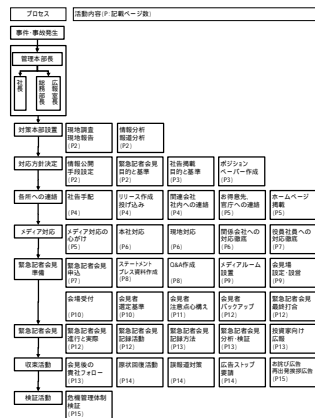 プロセス
活動内容(P:記載ページ数)
事件・事故発生
管理本部長
社長
総務部長
広報室長
対策本部設置
現地調査
現地報告
(P2)
情報分析
報道分析
(P2)
対応方針決定
情報公開
手段設定
(P2)
緊急記者会見
目的と基準
(P2)
社告掲載
目的と基準
(P3)
ポジション
ペーパー作成
(P3)
各所への連絡
社告手配
(P4)
リリース作成
投げ込み
(P4)
関連会社
社内への連絡
(P4)
お得意先、
官庁への連絡
(P5)
ホームページ
掲載
(P5)
メディア対応
メディア対応の
心がけ
(P5)
本社対応
(P6)
現地対応
(P6)
関係会社への
対応徹底
(P7)
役員社員への
対応徹底
(P7)
緊急記者会見
準備
緊急記者会見
申込
(P7)
ステートメント
プレス資料作成
(P8)
Q&A作成
(P8)
メディアルーム
設置
(P9)
会見場
設定・設営
(P9)
会場受付
(P10)
会見者
選定基準
(P10)
会見者
注意点心構え
(P11)
会見者
バックアップ
(P12)
緊急記者会見
最終打合
(P12)
緊急記者会見
緊急記者会見
進行と実際
(P12)
緊急記者会見
記録活動
(P12)
緊急記者会見
記録方法
(P13)
緊急記者会見
分析・検証
(P13)
投資家向け
広報
(P13)
収束活動
会見後の
貴社フォロー
(P13)
原状回復活動
(P14)
誤報道対策
(P14)
広告ストップ
要請
(P14)
お詫び広告
再出発挨拶広告
(P15)
検証活動
危機管理体制
検証
(P15)